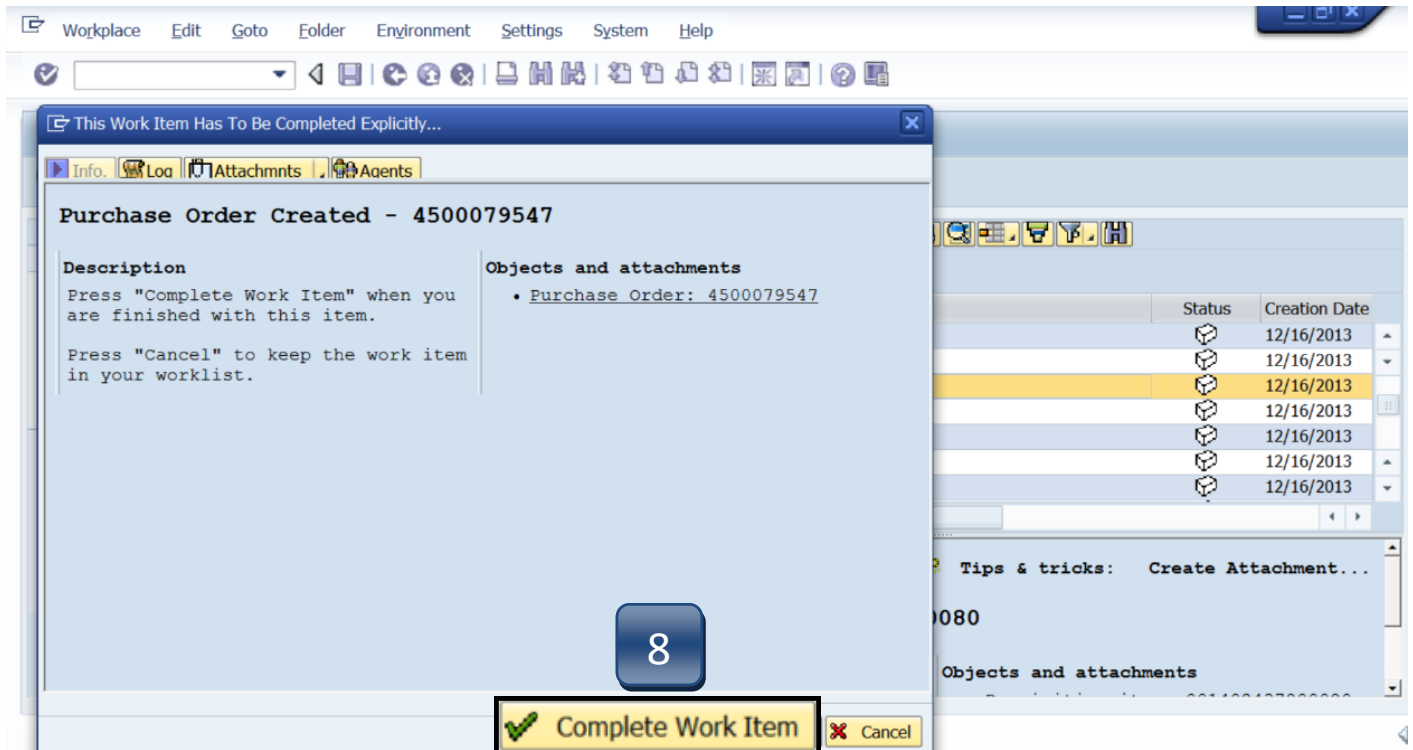 Workplace Edit Goto Folder Environment Settings System Help
This Work Item Has To Be Completed Explicitly...
Info. Log Attachmnts Agents
Purchase Order Created - 4500079547
Description
Press "Complete Work Item" when you
are finished with this item.
Press "Cancel" to keep the work item
in your worklist.
Objects and attachments
• Purchase Order: 4500079547
Status Creation Date
12/16/2013
12/16/2013
12/16/2013
12/16/2013
12/16/2013
12/16/2013
12/16/2013
Tips & tricks: Create Attachment...
0080
Objects and attachments
8
Complete Work Item Cancel